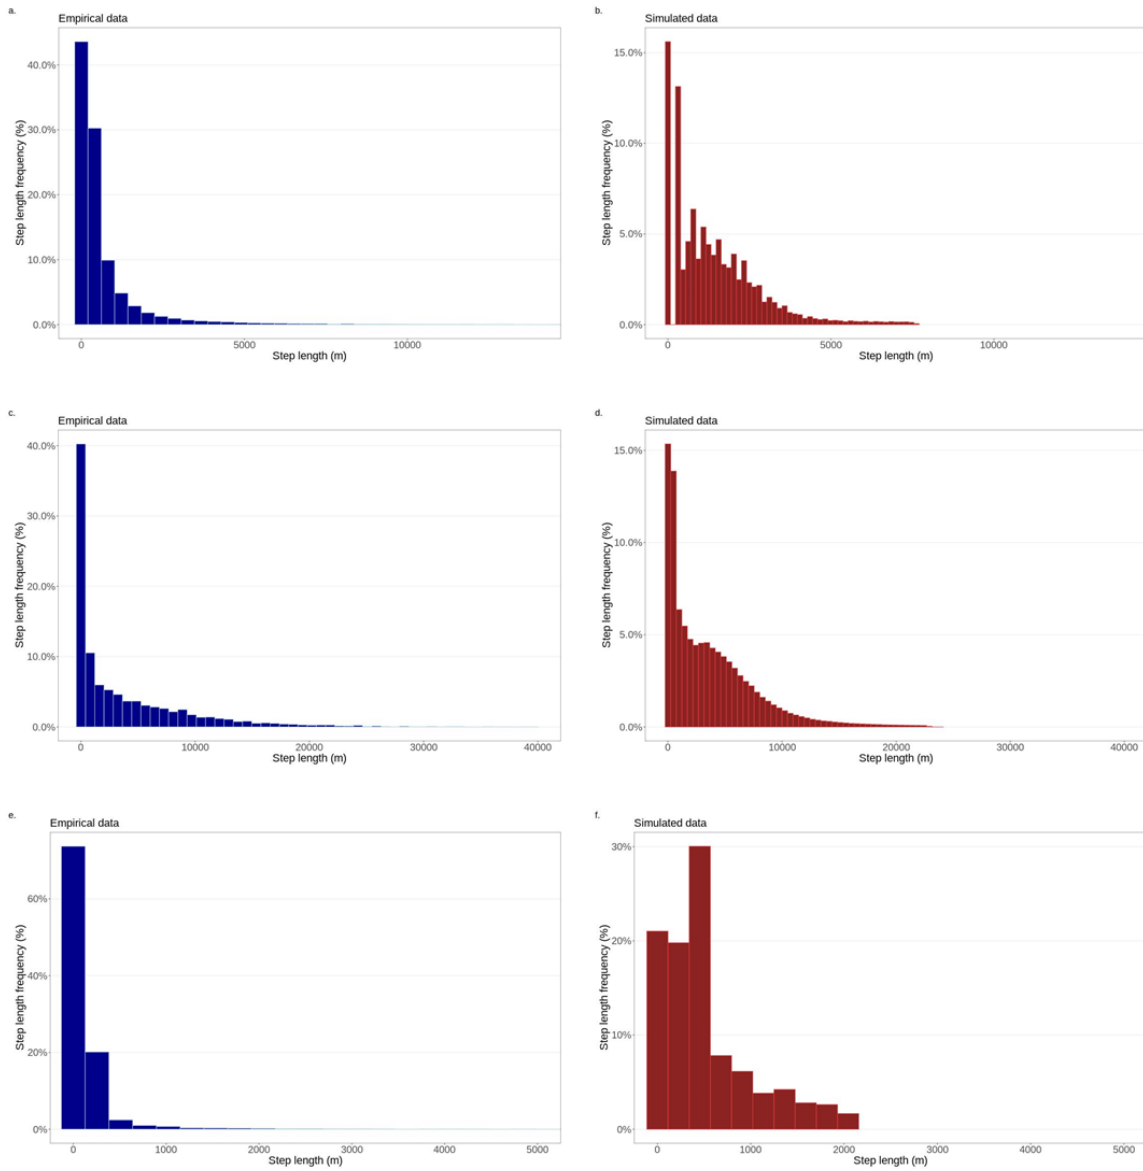 a.
Empirical data
Step length frequency (%)
40.0%
30.0%
20.0%
10.0%
0.0%
0 5000 10000
Step length (m)
b.
Simulated data
Step length frequency (%)
15.0%
10.0%
5.0%
0.0%
0 5000 10000
Step length (m)
c.
Empirical data
Step length frequency (%)
40.0%
30.0%
20.0%
10.0%
0.0%
0 10000 20000 30000 40000
Step length (m)
d.
Simulated data
Step length frequency (%)
15.0%
10.0%
5.0%
0.0%
0 10000 20000 30000 40000
Step length (m)
e.
Empirical data
Step length frequency (%)
60%
40%
20%
0%
0 1000 2000 3000 4000 5000
Step length (m)
f.
Simulated data
Step length frequency (%)
30%
20%
10%
0%
0 1000 2000 3000 4000 5000
Step length (m)